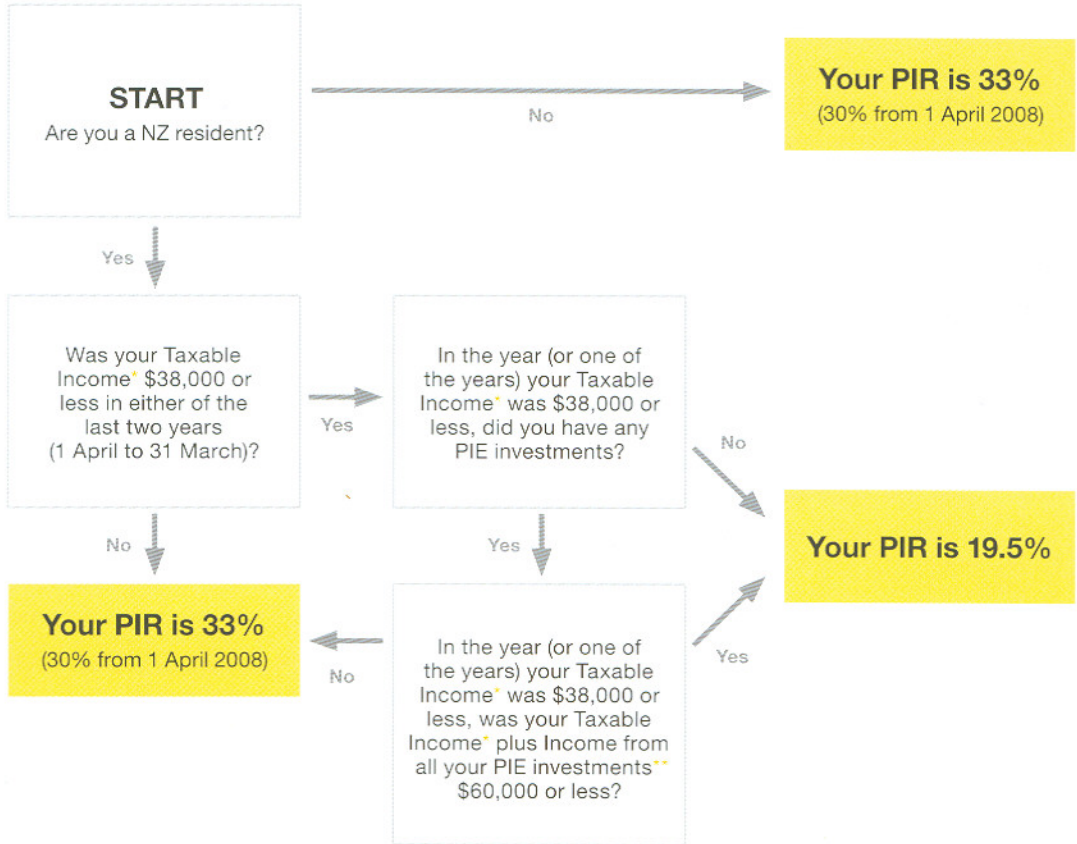 START
Are you a NZ resident?
No
Your PIR is 33%
(30% from 1 April 2008)
Yes
Was your Taxable
Income* $38,000 or
less in either of the
last two years
(1 April to 31 March)?
Yes
In the year (or one of
the years) your Taxable
Income* was $38,000 or
less, did you have any
PIE investments?
No
Your PIR is 19.5%
No
Your PIR is 33%
(30% from 1 April 2008)
Yes
In the year (or one of
the years) your Taxable
Income* was $38,000 or
less, was your Taxable
Income* plus Income from
all your PIE investments**
$60,000 or less?
No
Yes